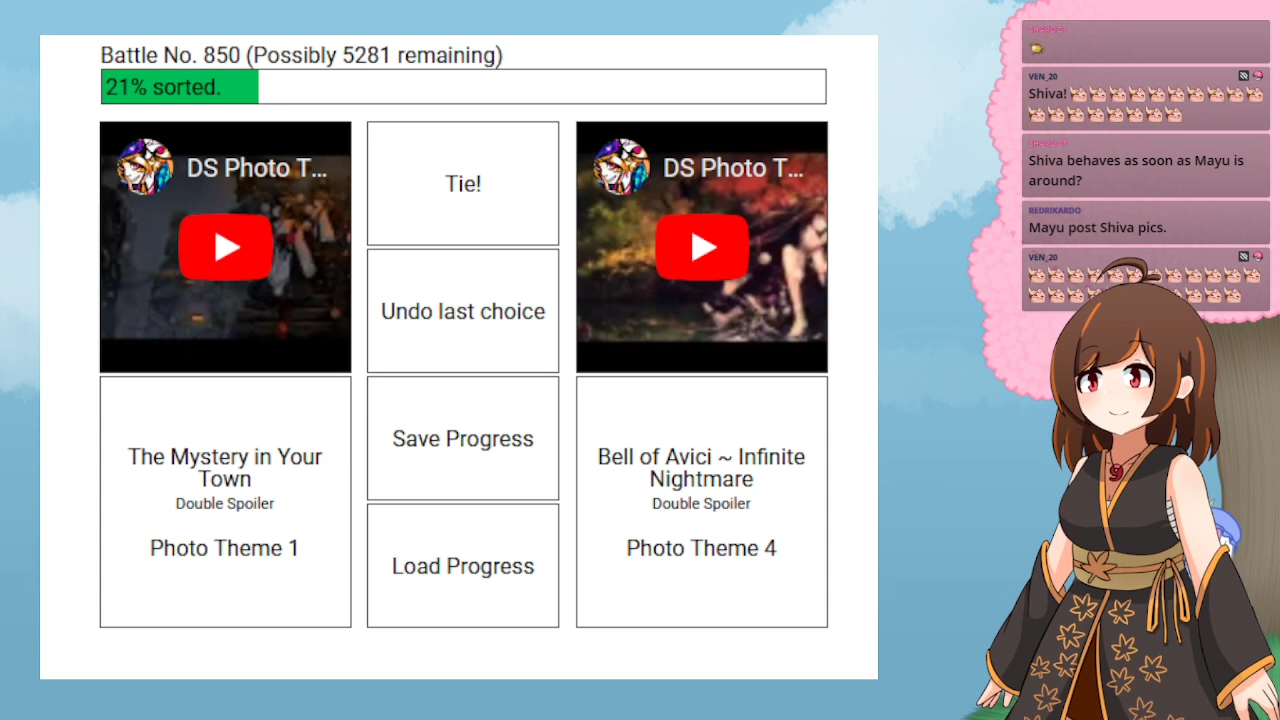 Battle No. 850 (Possibly 5281 remaining)
21% sorted.
DS Photo T...
Tie!
DS Photo T...
Undo last choice
The Mystery in Your
Town
Double Spoiler
Photo Theme 1
Save Progress
Load Progress
Bell of Avici ~ Infinite
Nightmare
Double Spoiler
Photo Theme 4
VEN_20
Shiva!
Shiva behaves as soon as Mayu is
around?
REDRIKARDO
Mayu post Shiva pics.
VEN_20
9